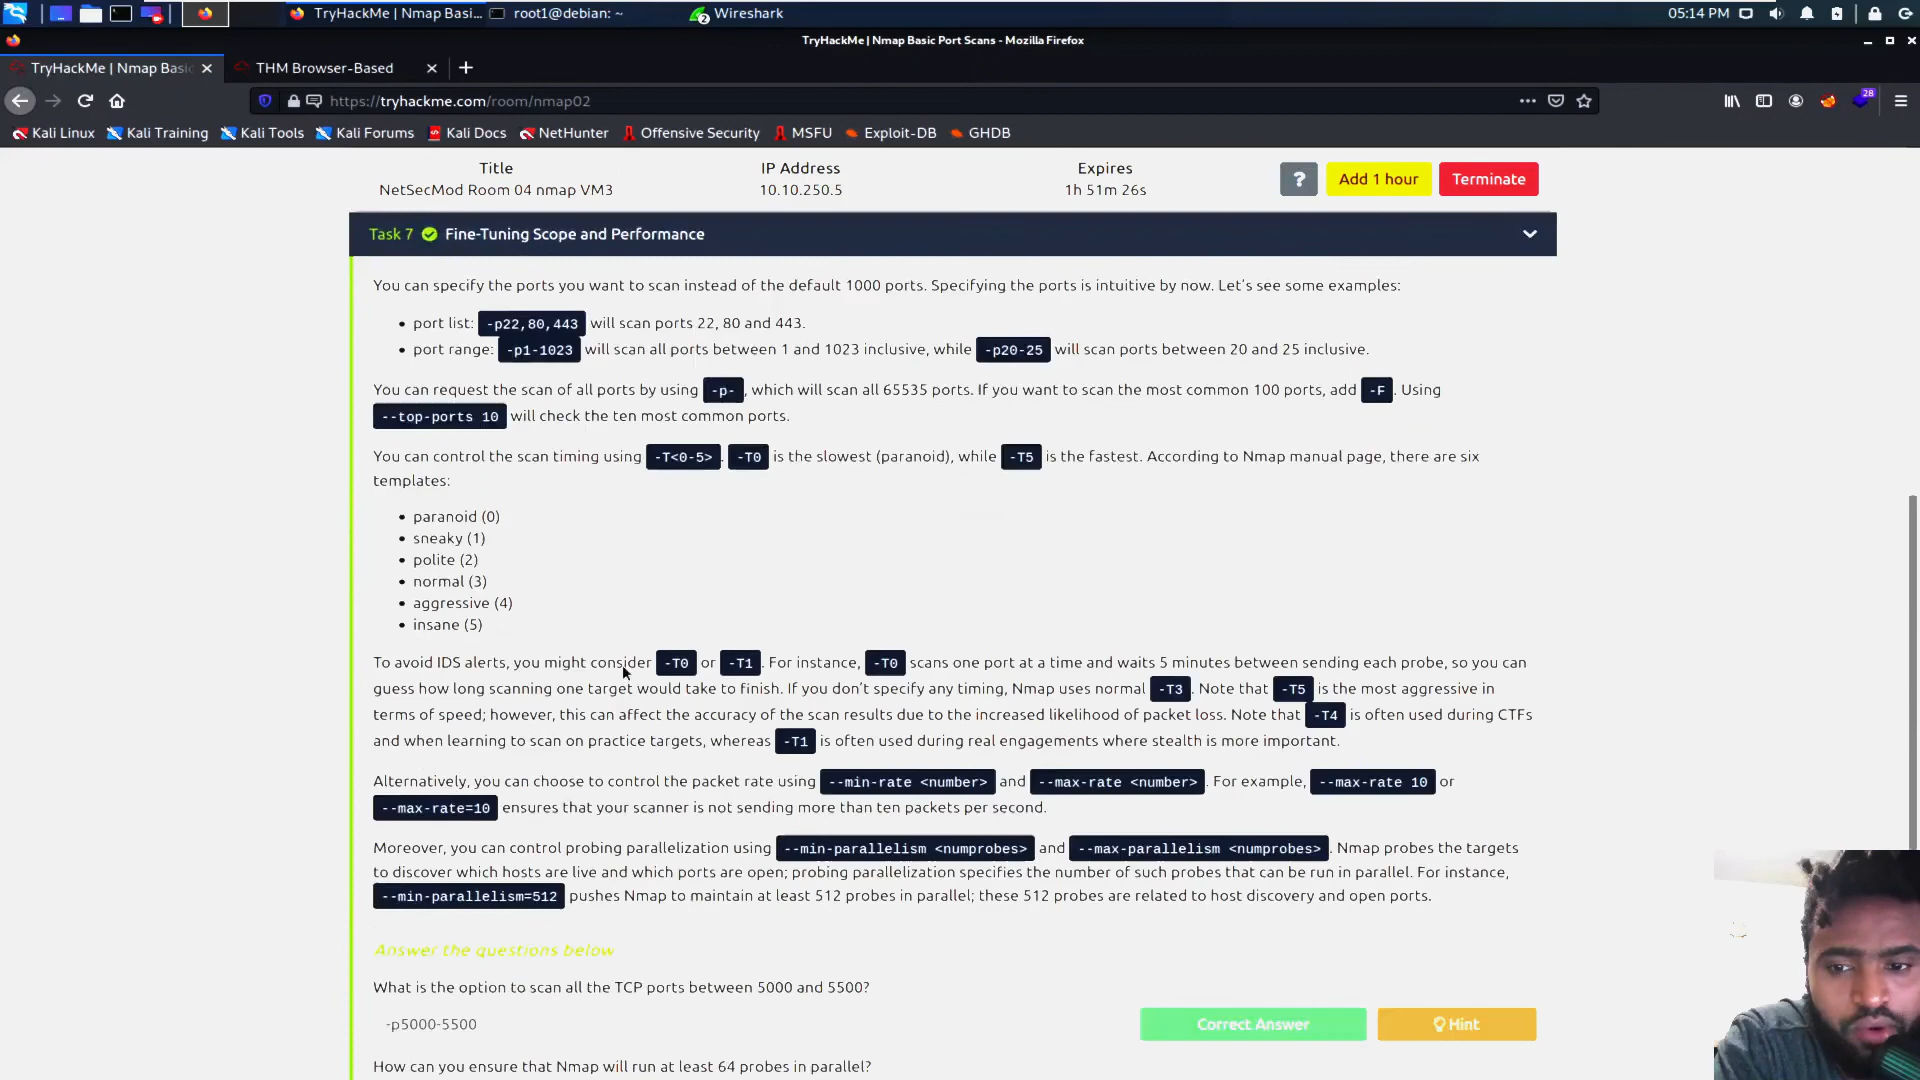 TryHackMe | Nmap Basi...
root1@debian: ~
2
Wireshark
05:14 PM
TryHackMe | Nmap Basic Port Scans - Mozilla Firefox
TryHackMe | Nmap Basic
THM Browser-Based
https://tryhackme.com/room/nmap02
28
Kali Linux
Kali Training
Kali Tools
Kali Forums
Kali Docs
NetHunter
Offensive Security
MSFU
Exploit-DB
GHDB
Title
IP Address
Expires
NetSecMod Room 04 nmap VM3
10.10.250.5
1h 51m 26s
?
Add 1 hour
Terminate
Task 7 Fine-Tuning Scope and Performance
You can specify the ports you want to scan instead of the default 1000 ports. Specifying the ports is intuitive by now. Let's see some examples:
• port list: -p22,80,443 will scan ports 22, 80 and 443.
• port range: -p1-1023 will scan all ports between 1 and 1023 inclusive, while -p20-25 will scan ports between 20 and 25 inclusive.
You can request the scan of all ports by using -p-, which will scan all 65535 ports. If you want to scan the most common 100 ports, add -F. Using
--top-ports 10 will check the ten most common ports.
You can control the scan timing using -T<0-5>. -T0 is the slowest (paranoid), while -T5 is the fastest. According to Nmap manual page, there are six
templates:
• paranoid (0)
• sneaky (1)
• polite (2)
• normal (3)
• aggressive (4)
• insane (5)
To avoid IDS alerts, you might consider -T0 or -T1. For instance, -T0 scans one port at a time and waits 5 minutes between sending each probe, so you can
guess how long scanning one target would take to finish. If you don't specify any timing, Nmap uses normal -T3. Note that -T5 is the most aggressive in
terms of speed; however, this can affect the accuracy of the scan results due to the increased likelihood of packet loss. Note that -T4 is often used during CTFs
and when learning to scan on practice targets, whereas -T1 is often used during real engagements where stealth is more important.
Alternatively, you can choose to control the packet rate using --min-rate <number> and --max-rate <number>. For example, --max-rate 10 or
--max-rate=10 ensures that your scanner is not sending more than ten packets per second.
Moreover, you can control probing parallelization using --min-parallelism <numprobes> and --max-parallelism <numprobes>. Nmap probes the targets
to discover which hosts are live and which ports are open; probing parallelization specifies the number of such probes that can be run in parallel. For instance,
--min-parallelism=512 pushes Nmap to maintain at least 512 probes in parallel; these 512 probes are related to host discovery and open ports.
Answer the questions below
What is the option to scan all the TCP ports between 5000 and 5500?
-p5000-5500
Correct Answer
Hint
How can you ensure that Nmap will run at least 64 probes in parallel?